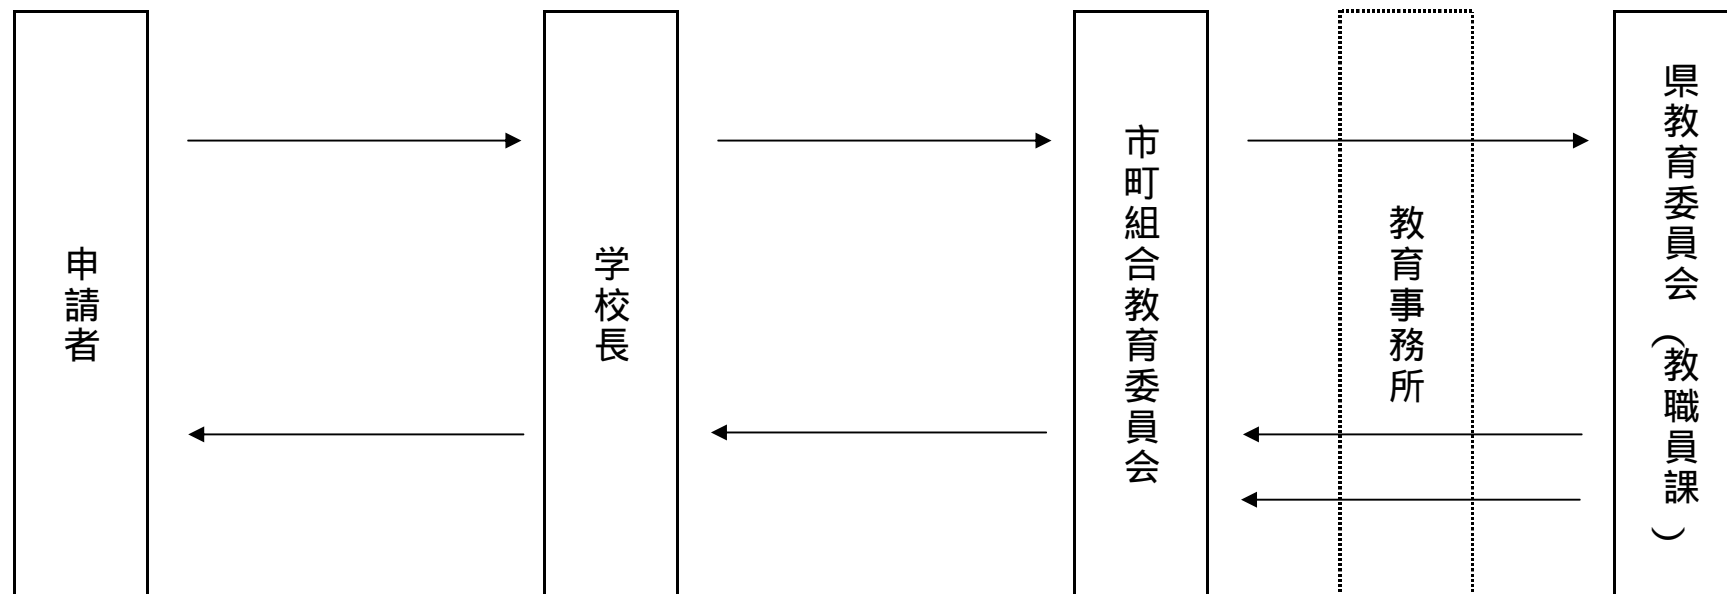 申請者
学校長
市町組合教育委員会
教育事務所
県教育委員会（教職員課）